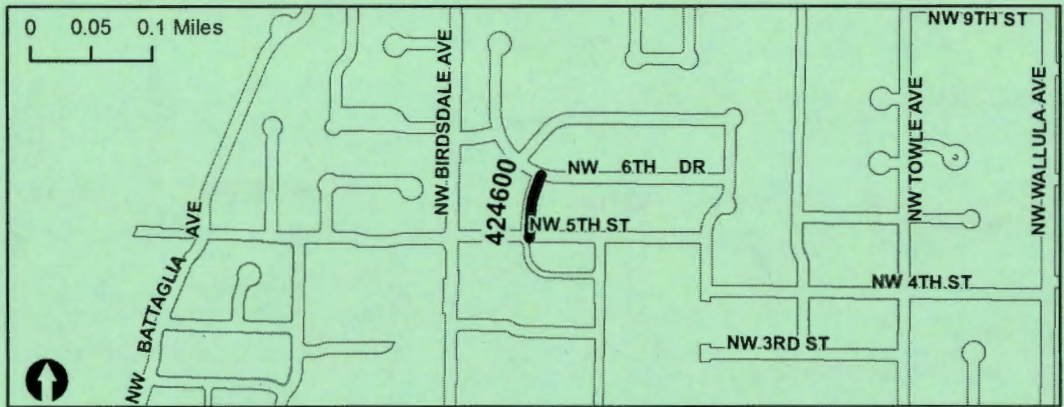 0 0.05 0.1 Miles
NW 9TH ST
NW BIRDSDALE AVE
NW TOWLE AVE
NW WALLULA AVE
424600
NW 6TH DR
NW 5TH ST
NW BATTAGLIA AVE
NW 4TH ST
NW 3RD ST